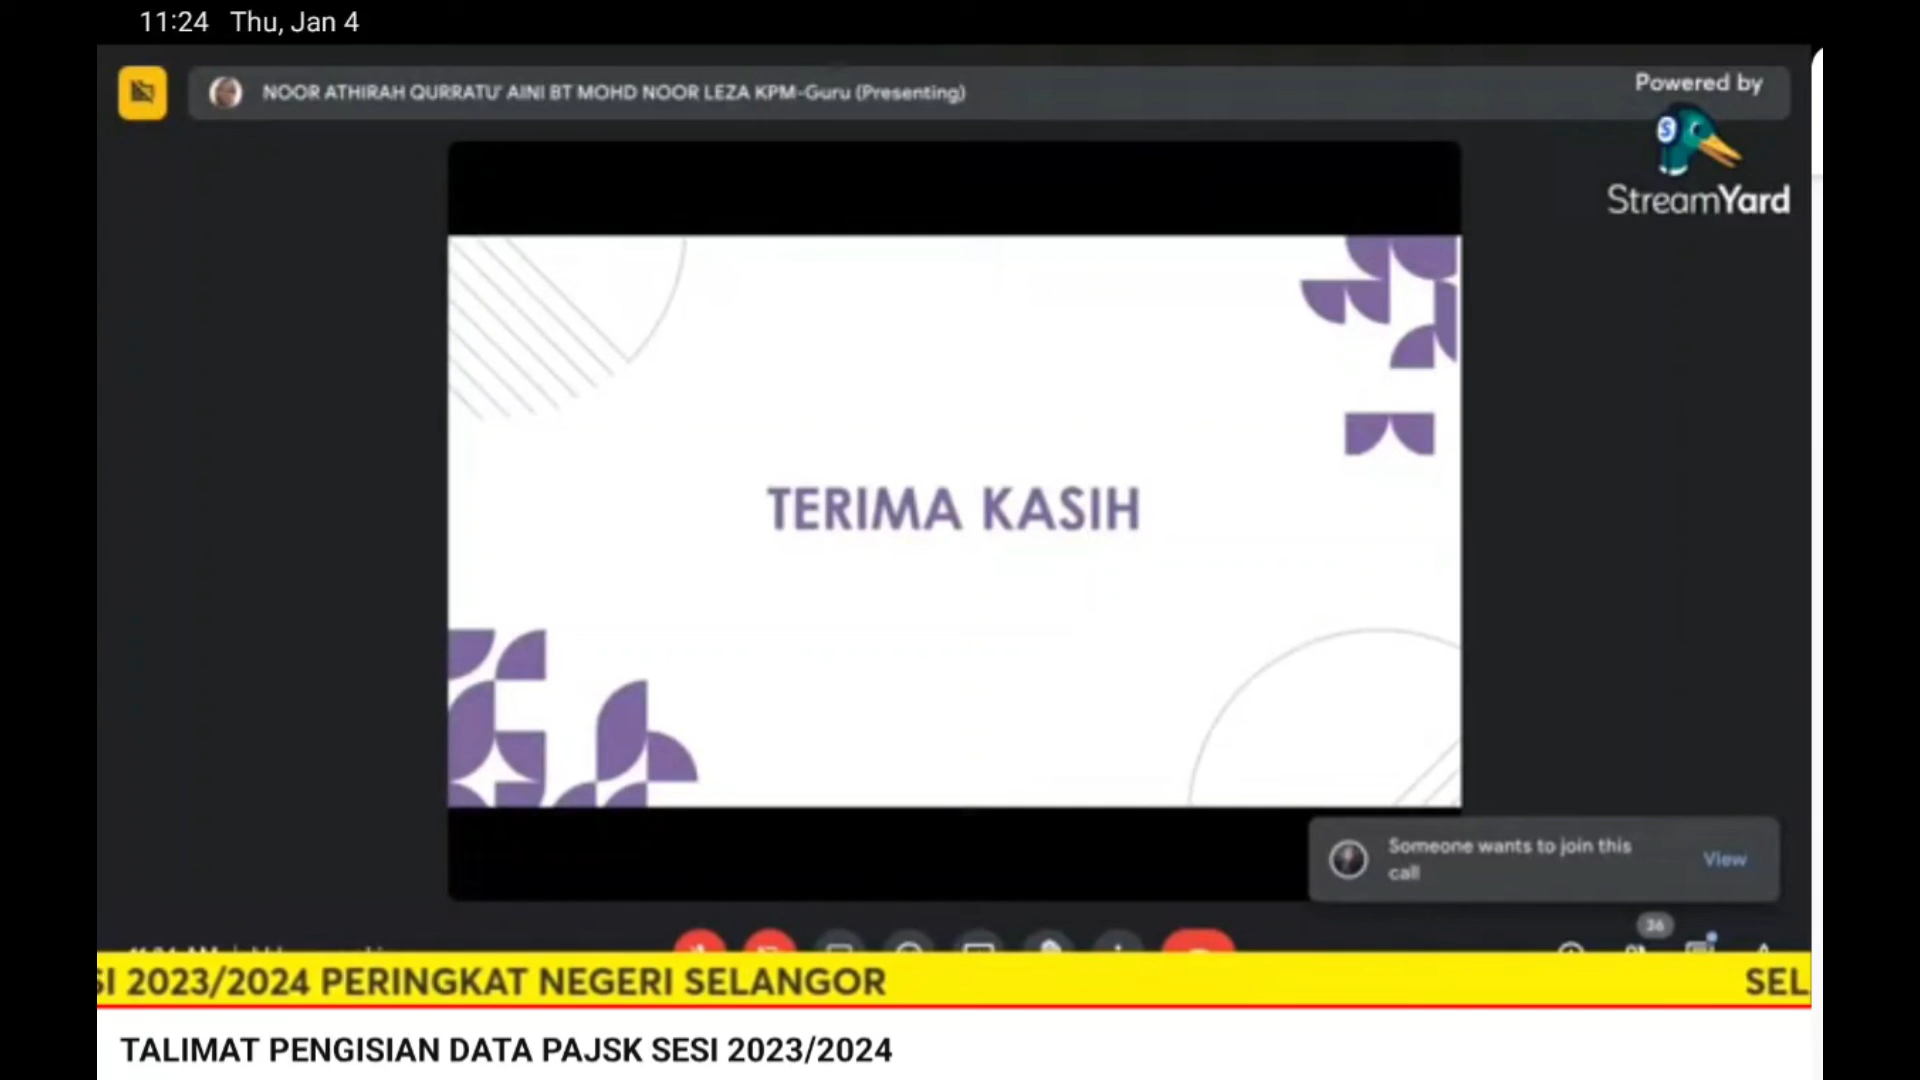 11:24 Thu, Jan 4
NOOR ATHIRAH QURRATU' AINI BT MOHD NOOR LEZA KPM-Guru (Presenting)
Powered by
StreamYard
TERIMA KASIH
Someone wants to join this
call
View
36
SI 2023/2024 PERINGKAT NEGERI SELANGOR
SEL
TALIMAT PENGISIAN DATA PAJSK SESI 2023/2024